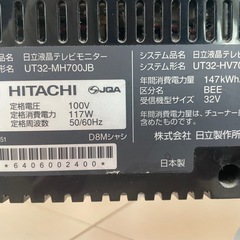 品名 日立液晶テレビモニター
形名 UT32-MH700JB
HITACHI JQA
定格電圧 100V
定格消費電力 117W
定格周波数 50/60Hz
DBMシャシ
*6406002400*
システム品名 日立液晶
システム形名 UT32-HV70
年間消費電力量 147kWh
区分名 BEE
受信機型サイズ 32V
株式会社 日立製作所
日本製